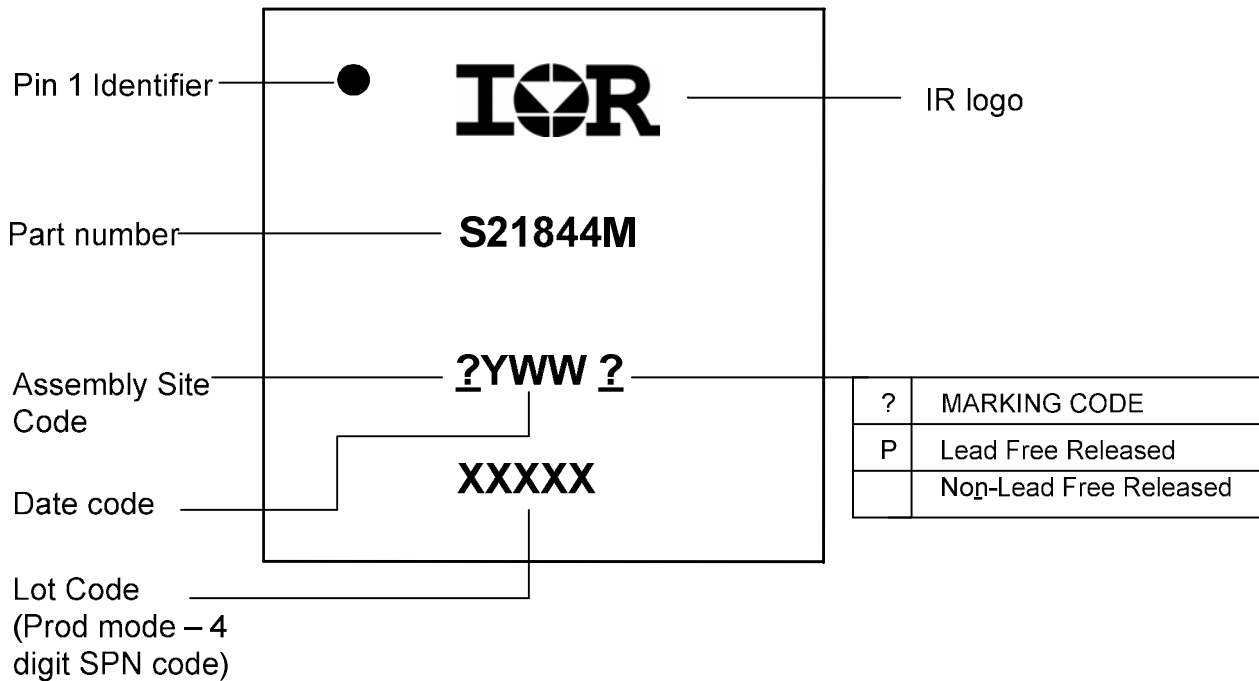 Pin 1 Identifier
IOR
IR logo
Part number
S21844M
Assembly Site
Code
?YWW ?
? MARKING CODE
P Lead Free Released
Non-Lead Free Released
Date code
XXXXX
Lot Code
(Prod mode – 4
digit SPN code)